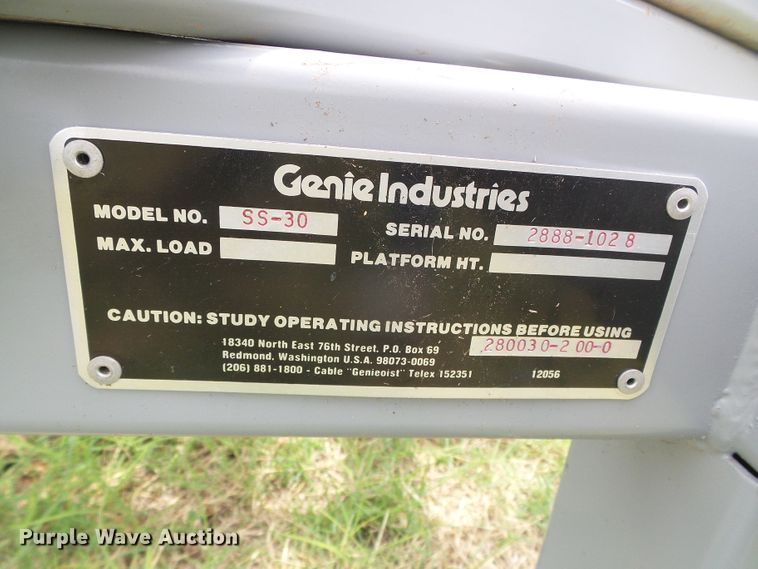 Genie Industries
MODEL NO. SS-30 SERIAL NO. 2888-1028
MAX. LOAD PLATFORM HT.
CAUTION: STUDY OPERATING INSTRUCTIONS BEFORE USING
18340 North East 76th Street, P.O. Box 69 280030-200-0
Redmond, Washington U.S.A. 98073-0069
(206) 881-1800 - Cable "Genieoist" Telex 152351 12056
Purple Wave Auction